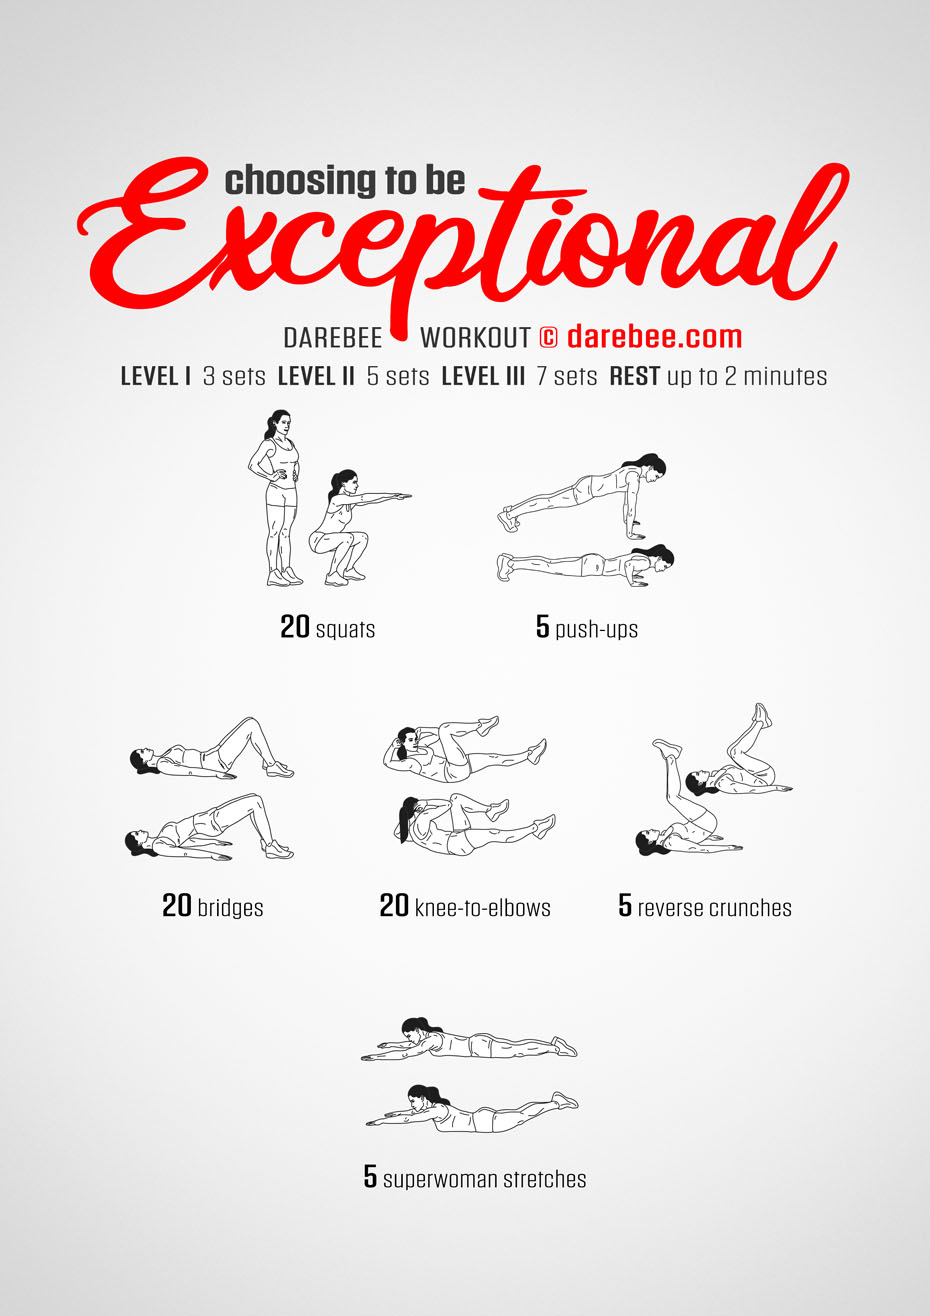 choosing to be
Exceptional
DAREBEE WORKOUT © darebee.com
LEVEL I 3 sets LEVEL II 5 sets LEVEL III 7 sets REST up to 2 minutes
20 squats
5 push-ups
20 bridges
20 knee-to-elbows
5 reverse crunches
5 superwoman stretches